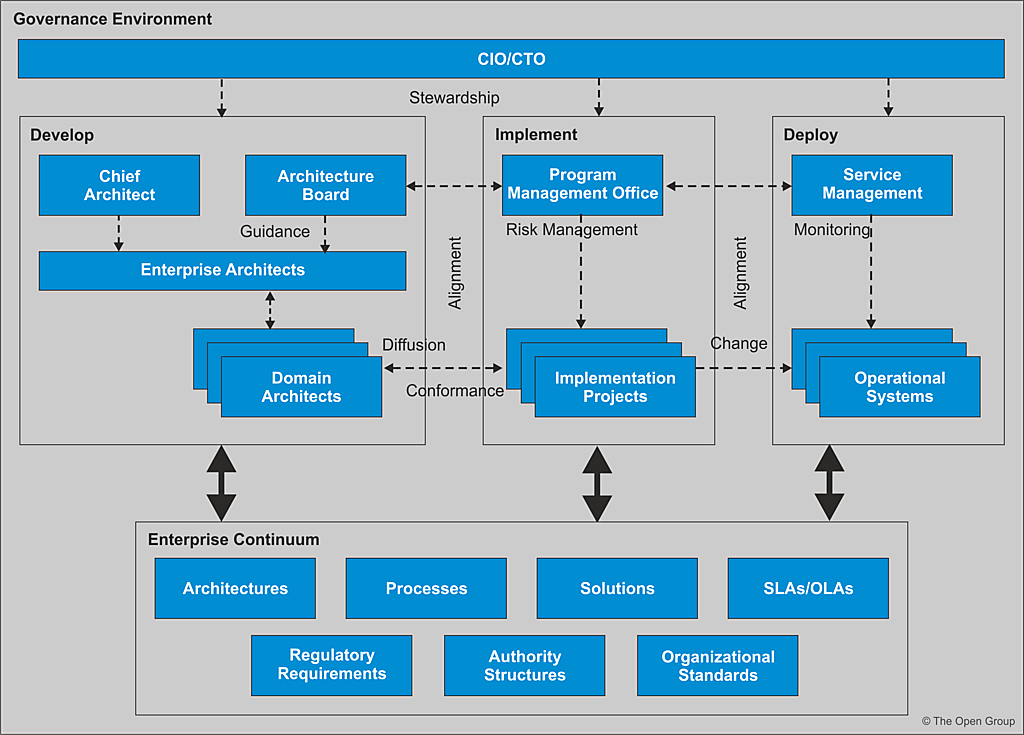 Governance Environment
CIO/CTO
Stewardship
Develop
Chief
Architect
Architecture
Board
Guidance
Enterprise Architects
Domain
Architects
Alignment
Diffusion
Conformance
Implement
Program
Management Office
Risk Management
Implementation
Projects
Alignment
Change
Deploy
Service
Management
Monitoring
Operational
Systems
Enterprise Continuum
Architectures
Processes
Solutions
SLAs/OLAs
Regulatory
Requirements
Authority
Structures
Organizational
Standards
© The Open Group